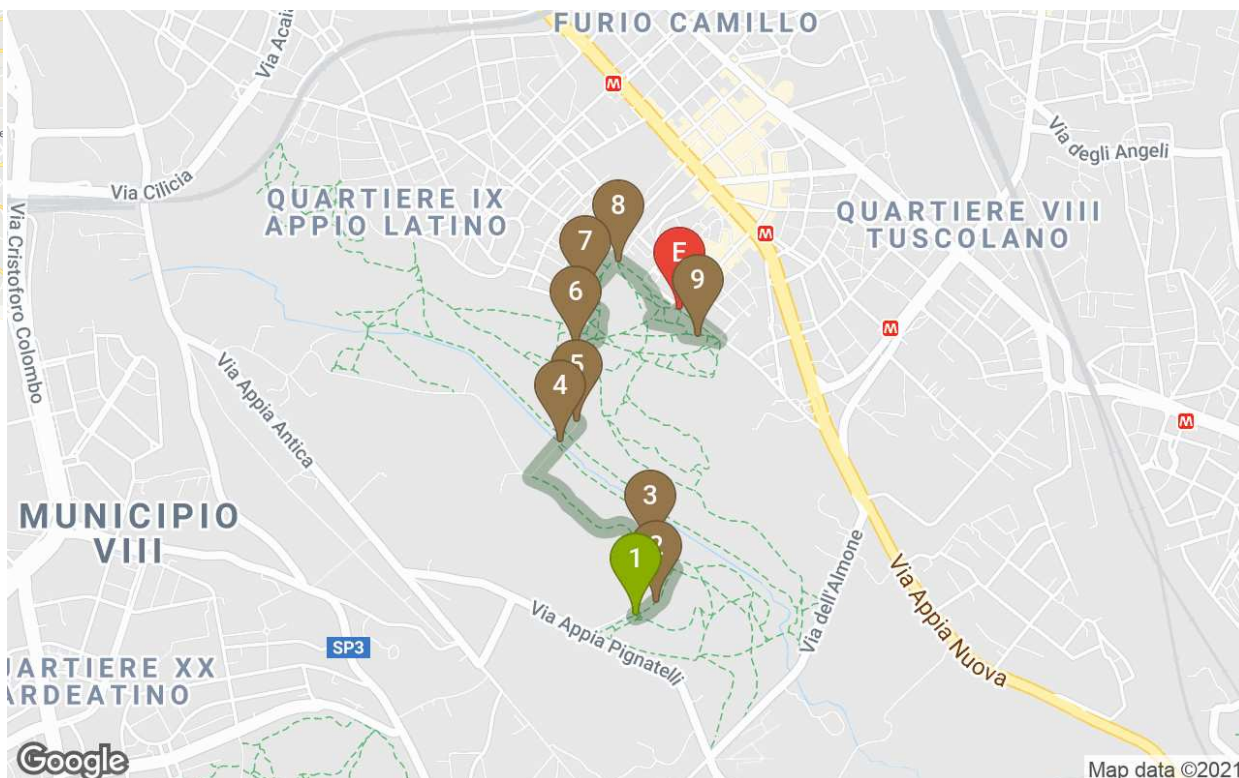 FURIO CAMILLO
Via Acaia
M
Via degli Angeli
Via Cilicia
QUARTIERE IX
APPIO LATINO
QUARTIERE VIII
TUSCOLANO
8
M
7
E
9
6
Via Cristoforo Colombo
M
5
4
Via Appia Antica
M
3
MUNICIPIO
VIII
2
1
Via dell'Almone
Via Appia Pignatelli
Via Appia Nuova
SP3
UARTIERE XX
ARDEATINO
Google
Map data ©2021